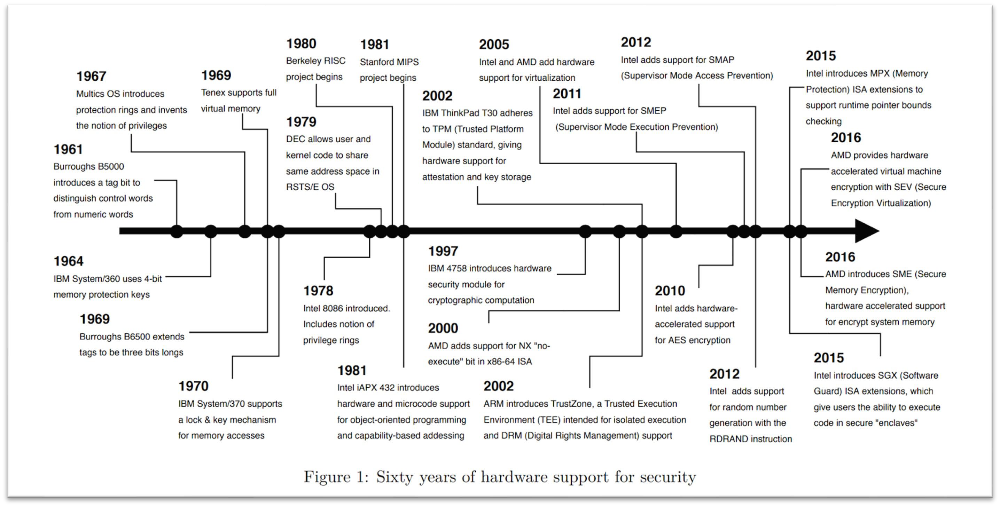 1980
Berkeley RISC
project begins
1981
Stanford MIPS
project begins
2005
Intel and AMD add hardware
support for virtualization
2012
Intel adds support for SMAP
(Supervisor Mode Access Prevention)
2015
Intel introduces MPX (Memory
Protection) ISA extensions to
support runtime pointer bounds
checking
1967
Multics OS introduces
protection rings and invents
the notion of privileges
1969
Tenex supports full
virtual memory
1979
DEC allows user and
kernel code to share
same address space in
RSTS/E OS
2002
IBM ThinkPad T30 adheres
to TPM (Trusted Platform
Module) standard, giving
hardware support for
attestation and key storage
2011
Intel adds support for SMEP
(Supervisor Mode Execution Prevention)
2016
AMD provides hardware
accelerated virtual machine
encryption with SEV (Secure
Encryption Virtualization)
1961
Burroughs B5000
introduces a tag bit to
distinguish control words
from numeric words
1964
IBM System/360 uses 4-bit
memory protection keys
1969
Burroughs B6500 extends
tags to be three bits longs
1970
IBM System/370 supports
a lock & key mechanism
for memory accesses
1978
Intel 8086 introduced.
Includes notion of
privilege rings
1981
Intel iAPX 432 introduces
hardware and microcode support
for object-oriented programming
and capability-based addessing
1997
IBM 4758 introduces hardware
security module for
cryptographic computation
2000
AMD adds support for NX "no-
execute" bit in x86-64 ISA
2002
ARM introduces TrustZone, a Trusted Execution
Environment (TEE) intended for isolated execution
and DRM (Digital Rights Management) support
2010
Intel adds hardware-
accelerated support
for AES encryption
2012
Intel adds support
for random number
generation with the
RDRAND instruction
2016
AMD introduces SME (Secure
Memory Encryption),
hardware accelerated support
for encrypt system memory
2015
Intel introduces SGX (Software
Guard) ISA extensions, which
give users the ability to execute
code in secure "enclaves"
Figure 1: Sixty years of hardware support for security